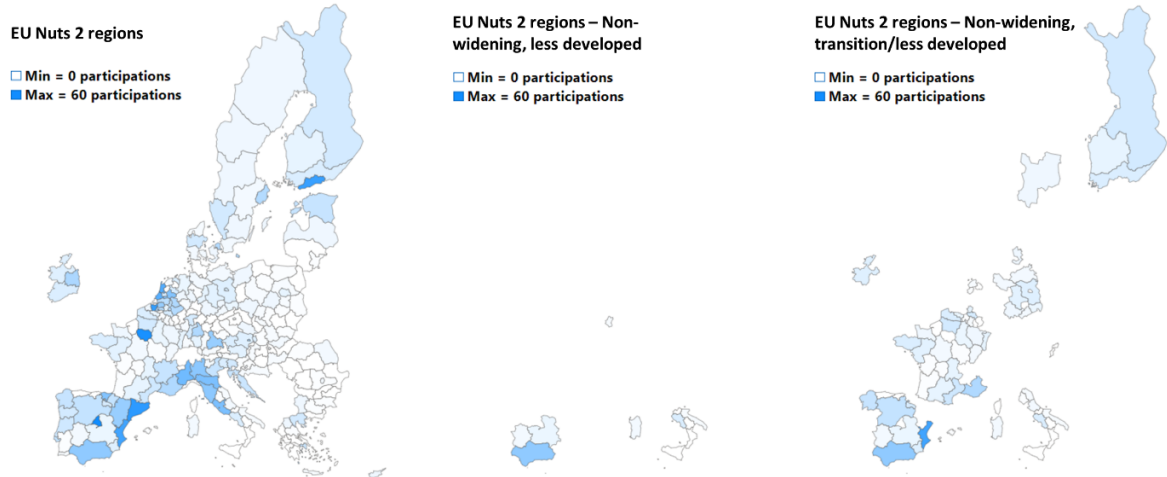 EU Nuts 2 regions
Min = 0 participations
Max = 60 participations
EU Nuts 2 regions – Non-
widening, less developed
Min = 0 participations
Max = 60 participations
EU Nuts 2 regions – Non-widening,
transition/less developed
Min = 0 participations
Max = 60 participations